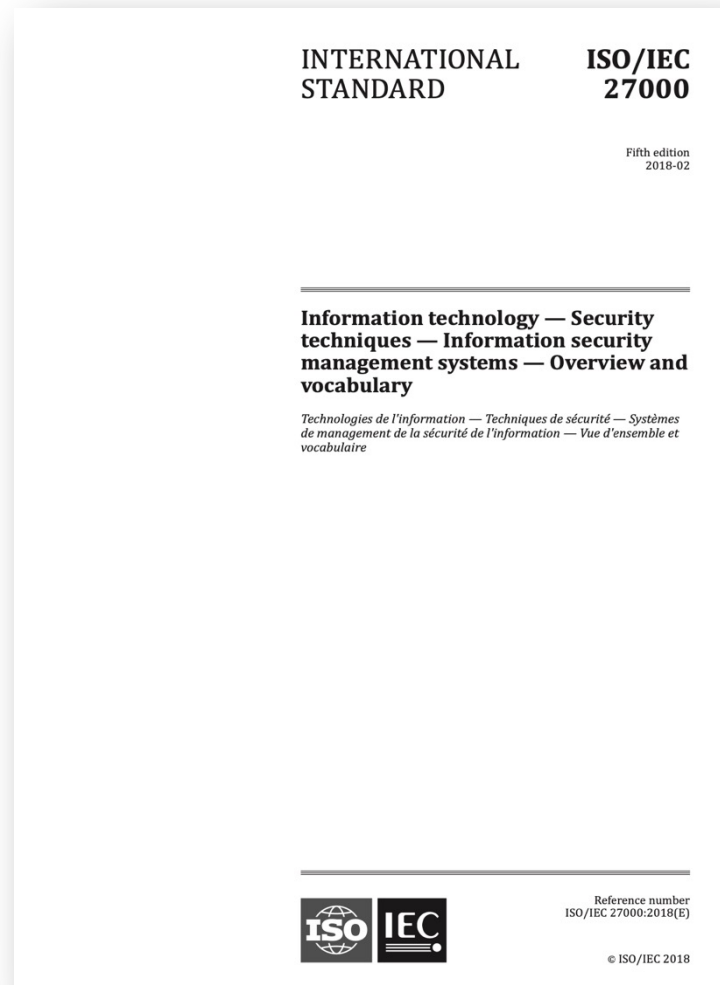 INTERNATIONAL STANDARD
ISO/IEC 27000
Fifth edition
2018-02
Information technology — Security
techniques — Information security
management systems — Overview and
vocabulary
Technologies de l'information — Techniques de sécurité — Systèmes
de management de la sécurité de l'information — Vue d'ensemble et
vocabulaire
ISO
IEC
Reference number
ISO/IEC 27000:2018(E)
© ISO/IEC 2018